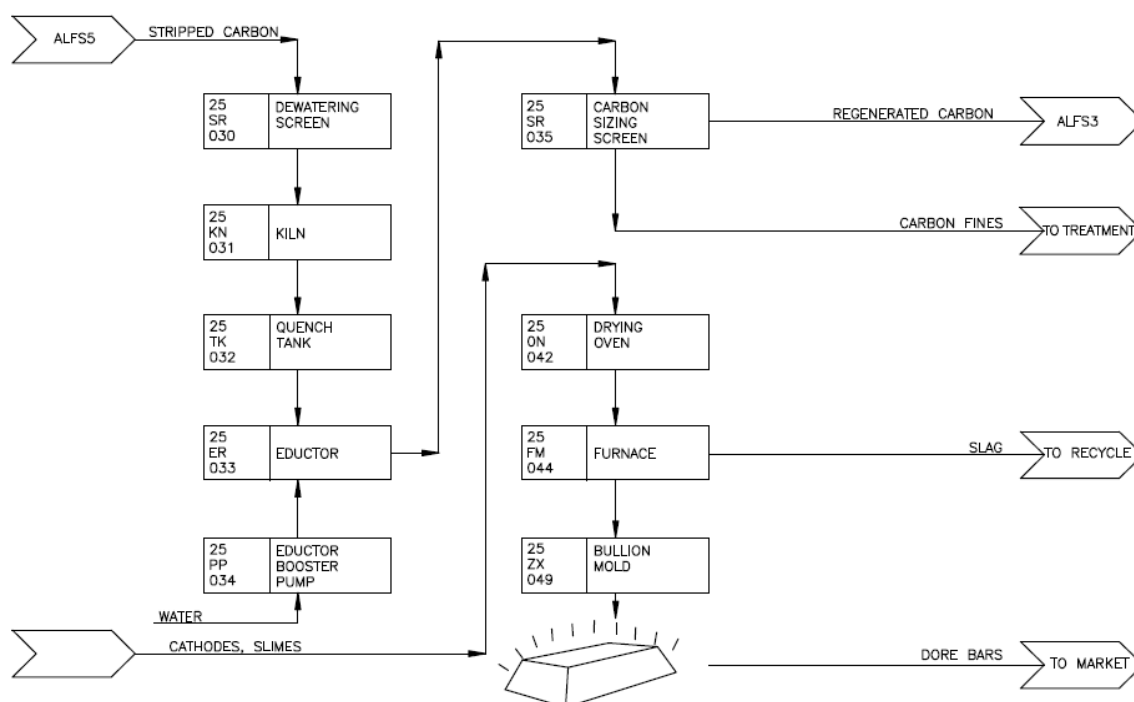 ALFS5
STRIPPED CARBON
25
SR
030
DEWATERING
SCREEN
25
KN
031
KILN
25
TK
032
QUENCH
TANK
25
ER
033
EDUCTOR
25
PP
034
EDUCTOR
BOOSTER
PUMP
WATER
CATHODES, SLIMES
25
SR
035
CARBON
SIZING
SCREEN
REGENERATED CARBON
ALFS3
CARBON FINES
TO TREATMENT
25
ON
042
DRYING
OVEN
25
FM
044
FURNACE
SLAG
TO RECYCLE
25
ZX
049
BULLION
MOLD
DORE BARS
TO MARKET